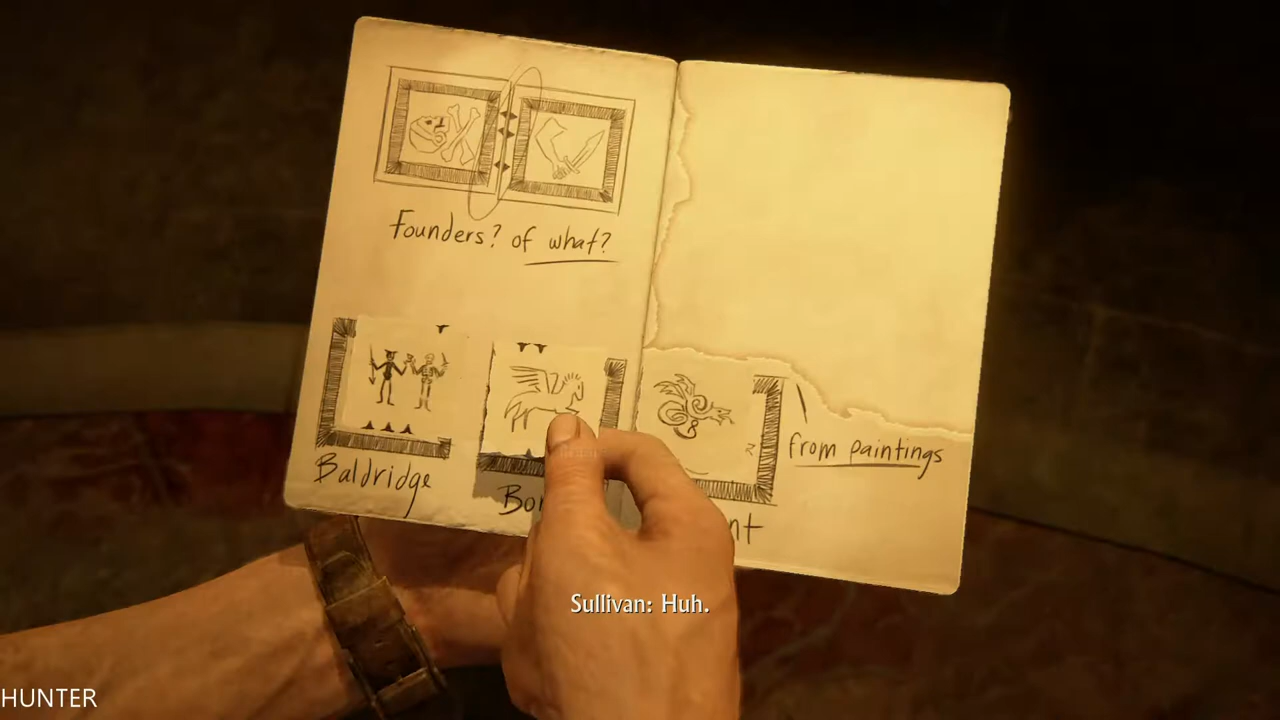 Founders? of what?
Baldridge
from paintings
Sullivan: Huh.
HUNTER